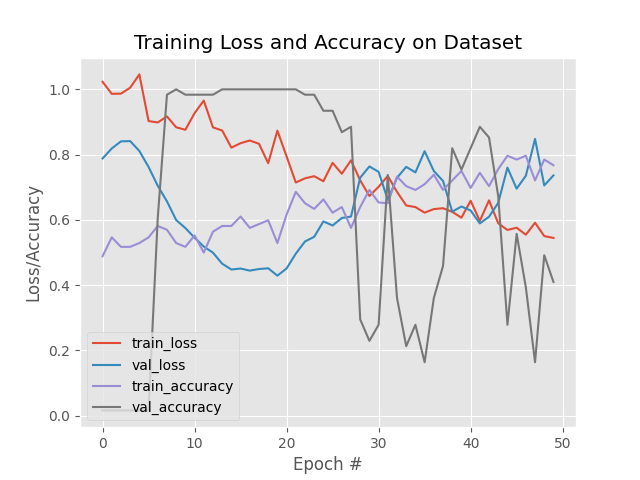 Training Loss and Accuracy on Dataset
1.0
0.8
0.6
0.4
0.2
0.0
Loss/Accuracy
train_loss
val_loss
train_accuracy
val_accuracy
0
10
20
30
40
50
Epoch #